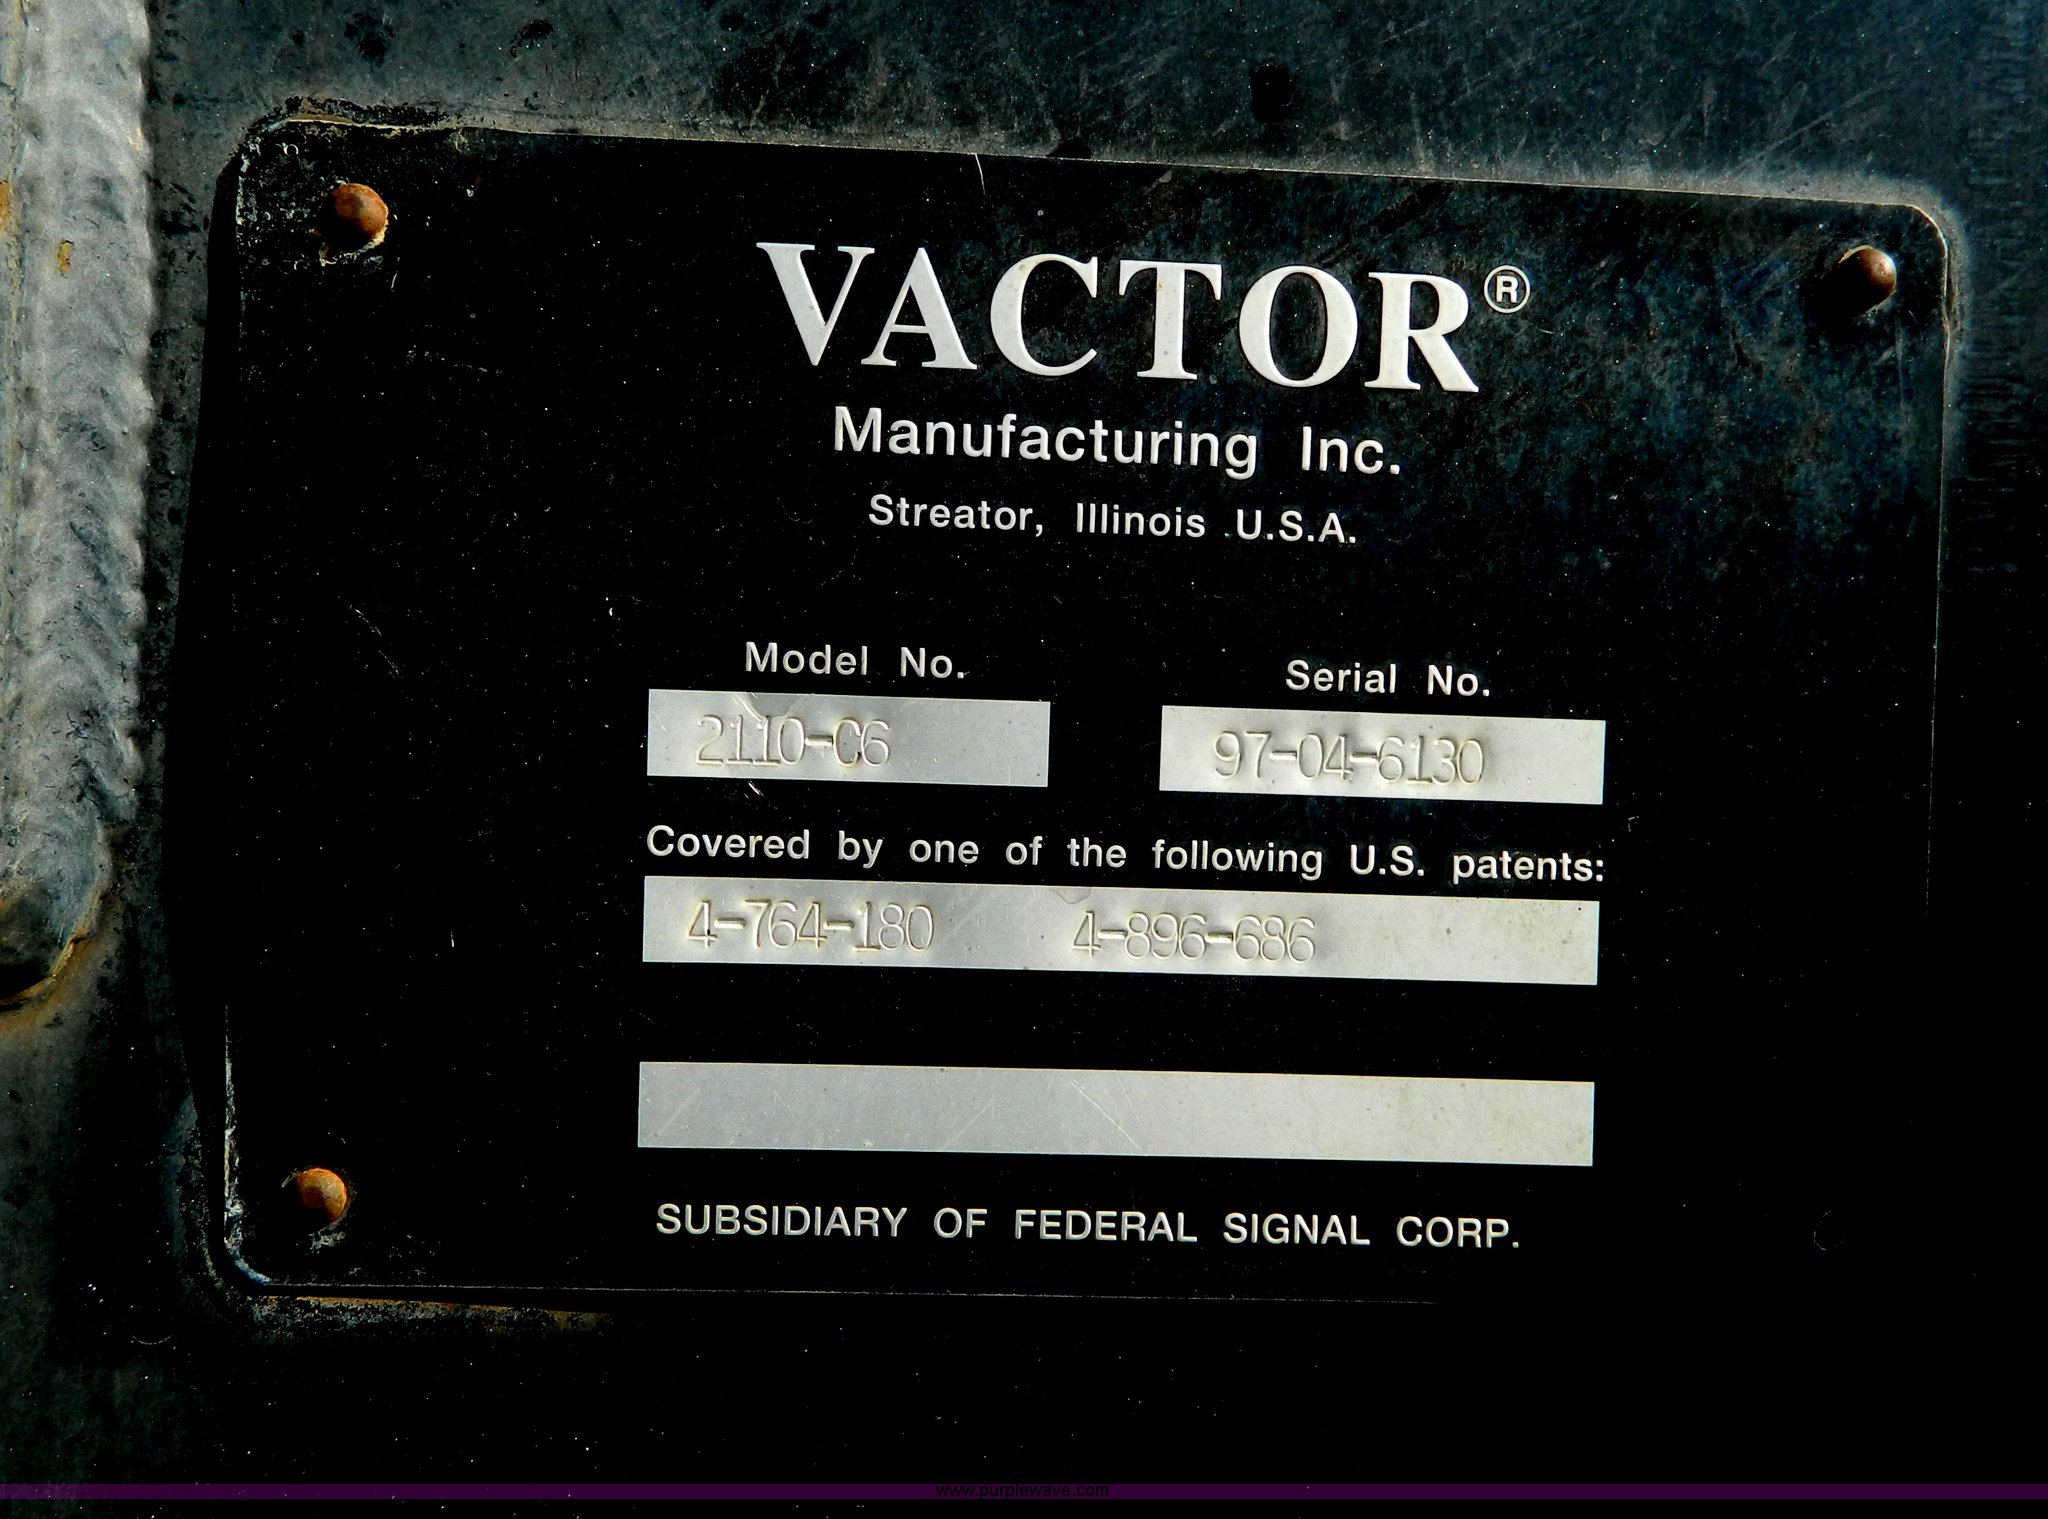 VACTOR®
Manufacturing Inc.
Streator, Illinois U.S.A.
Model No. Serial No.
2110-C6 97-04-6130
Covered by one of the following U.S. patents:
4-764-180 4-896-686
SUBSIDIARY OF FEDERAL SIGNAL CORP.
www.purplewave.com